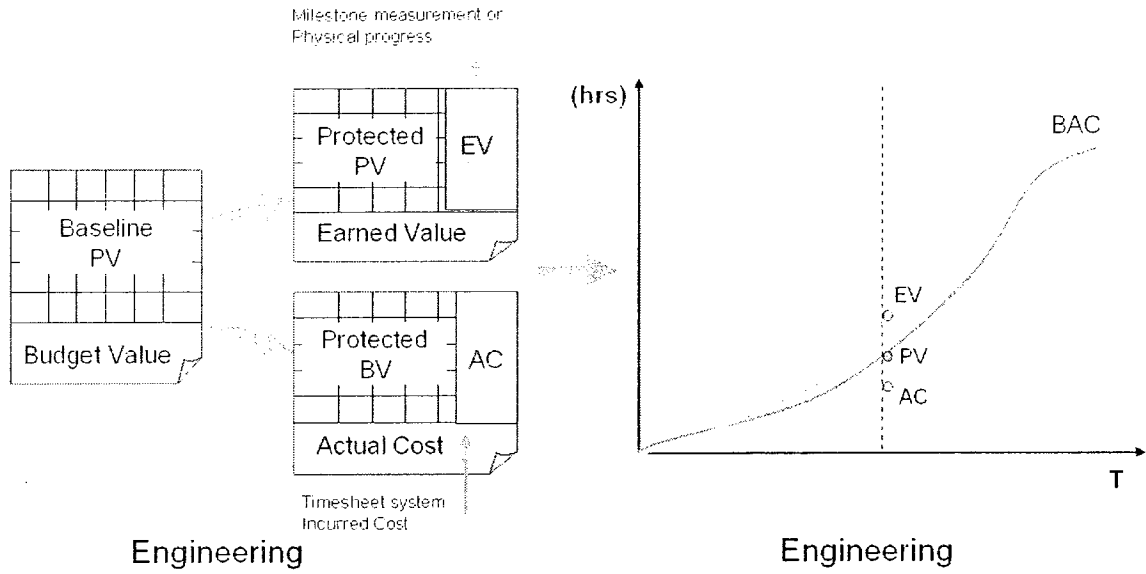 Milestone measurement or
Physical progress
Protected
PV
EV
Earned Value
Baseline
PV
Budget Value
Protected
BV
AC
Actual Cost
Timesheet system
Incurred Cost
Engineering
(hrs)
BAC
EV
PV
AC
T
Engineering